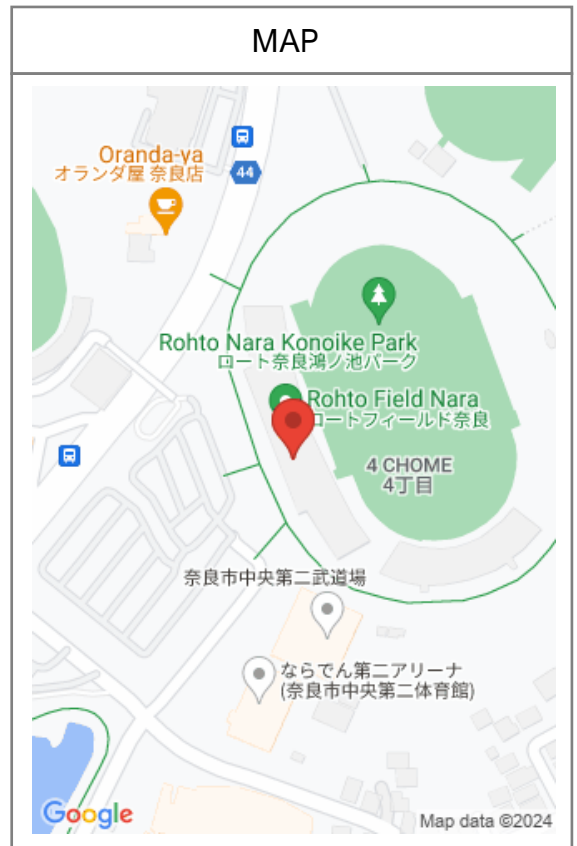 MAP
Oranda-ya
オランダ屋 奈良店
44
Rohto Nara Konoike Park
ロート奈良鴻ノ池パーク
Rohto Field Nara
ロートフィールド奈良
4 CHOME
4丁目
奈良市中央第二武道場
ならでん第二アリーナ
(奈良市中央第二体育館)
Google
Map data ©2024